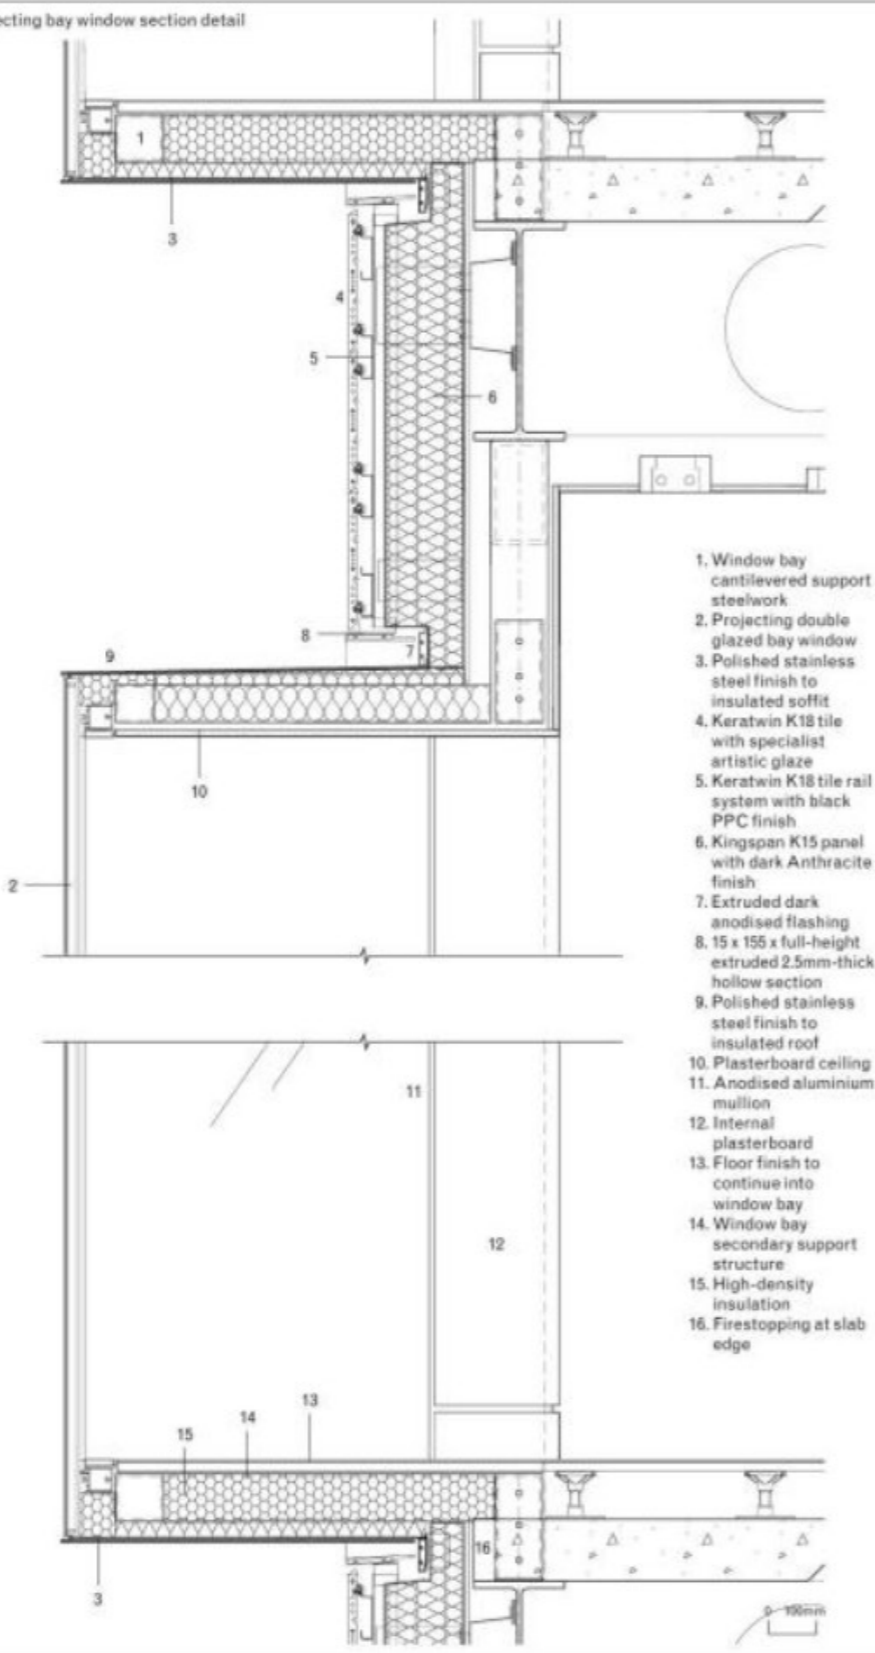 ecting bay window section detail
1
3
4
5
6
8
7
9
10
2
1. Window bay
cantilevered support
steelwork
2. Projecting double
glazed bay window
3. Polished stainless
steel finish to
insulated soffit
4. Keratwin K18 tile
with specialist
artistic glaze
5. Keratwin K18 tile rail
system with black
PPC finish
6. Kingspan K15 panel
with dark Anthracite
finish
7. Extruded dark
anodised flashing
8. 15 x 155 x full-height
extruded 2.5mm-thick
hollow section
9. Polished stainless
steel finish to
insulated roof
10. Plasterboard ceiling
11. Anodised aluminium
mullion
12. Internal
plasterboard
13. Floor finish to
continue into
window bay
14. Window bay
secondary support
structure
15. High-density
insulation
16. Firestopping at slab
edge
11
12
13
14
15
16
3
0 100mm